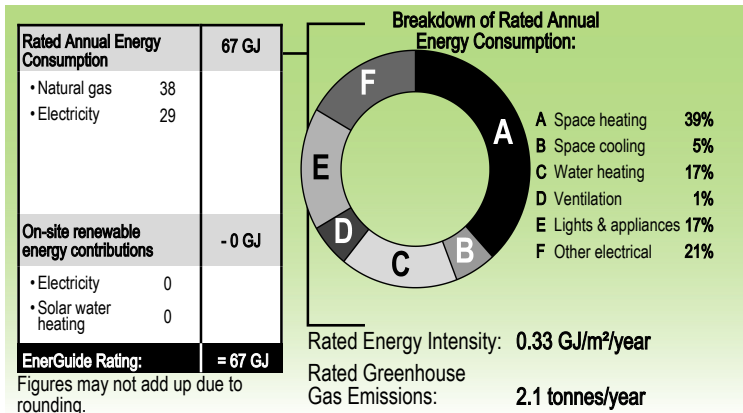 Rated Annual Energy Consumption 67 GJ
• Natural gas 38
• Electricity 29
On-site renewable energy contributions - 0 GJ
• Electricity 0
• Solar water heating 0
EnerGuide Rating: = 67 GJ
Figures may not add up due to
rounding.
Breakdown of Rated Annual
Energy Consumption:
A
B
C
D
E
F
A Space heating 39%
B Space cooling 5%
C Water heating 17%
D Ventilation 1%
E Lights & appliances 17%
F Other electrical 21%
Rated Energy Intensity: 0.33 GJ/m²/year
Rated Greenhouse
Gas Emissions: 2.1 tonnes/year